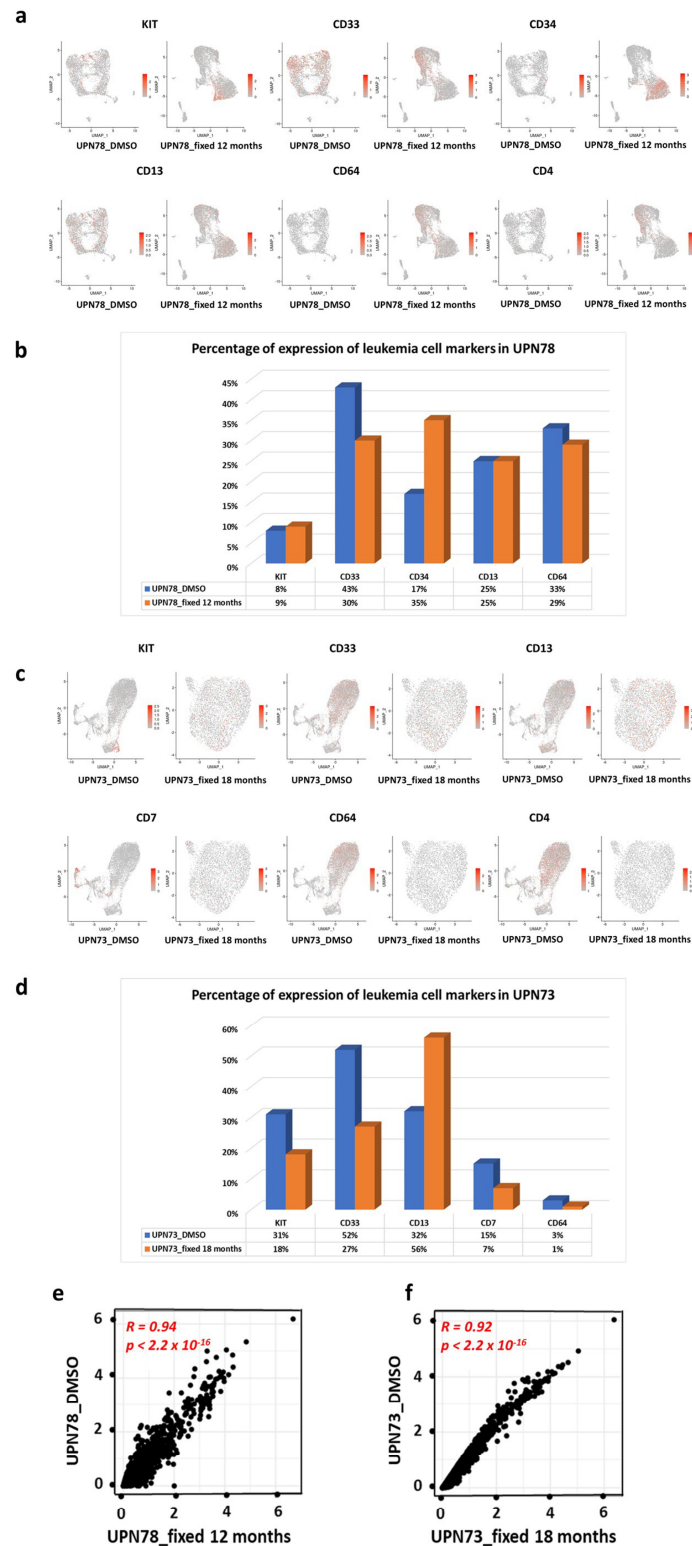 a
KIT
CD33
CD34
UMAP_2
UMAP_1
UPN78_DMSO
UPN78_fixed 12 months
UPN78_DMSO
UPN78_fixed 12 months
UPN78_DMSO
UPN78_fixed 12 months
CD13
CD64
CD4
UPN78_DMSO
UPN78_fixed 12 months
UPN78_DMSO
UPN78_fixed 12 months
UPN78_DMSO
UPN78_fixed 12 months
b
Percentage of expression of leukemia cell markers in UPN78
45%
40%
35%
30%
25%
20%
15%
10%
5%
0%
KIT CD33 CD34 CD13 CD64
UPN78_DMSO 8% 43% 17% 25% 33%
UPN78_fixed 12 months 9% 30% 35% 25% 29%
c
KIT
CD33
CD13
UPN73_DMSO
UPN73_fixed 18 months
UPN73_DMSO
UPN73_fixed 18 months
UPN73_DMSO
UPN73_fixed 18 months
CD7
CD64
CD4
UPN73_DMSO
UPN73_fixed 18 months
UPN73_DMSO
UPN73_fixed 18 months
UPN73_DMSO
UPN73_fixed 18 months
d
Percentage of expression of leukemia cell markers in UPN73
60%
50%
40%
30%
20%
10%
0%
KIT CD33 CD13 CD7 CD64
UPN73_DMSO 31% 52% 32% 15% 3%
UPN73_fixed 18 months 18% 27% 56% 7% 1%
e
R = 0.94
p < 2.2 x 10-16
6
4
2
0
UPN78_DMSO
0 2 4 6
UPN78_fixed 12 months
f
R = 0.92
p < 2.2 x 10-16
6
4
2
0
UPN73_DMSO
0 2 4 6
UPN73_fixed 18 months